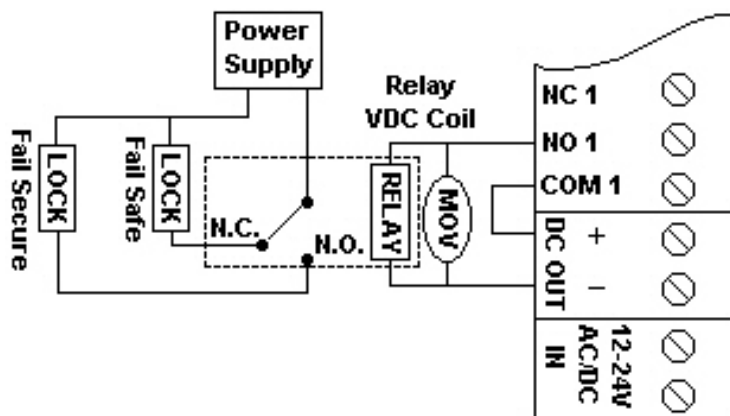 Power
Supply
Relay
VDC Coil
NC 1
NO 1
COM 1
Fail Secure
LOCK
Fail Safe
LOCK
N.C.
N.O.
RELAY
MOV
DC OUT
+
−
12-24V
AC/DC
IN